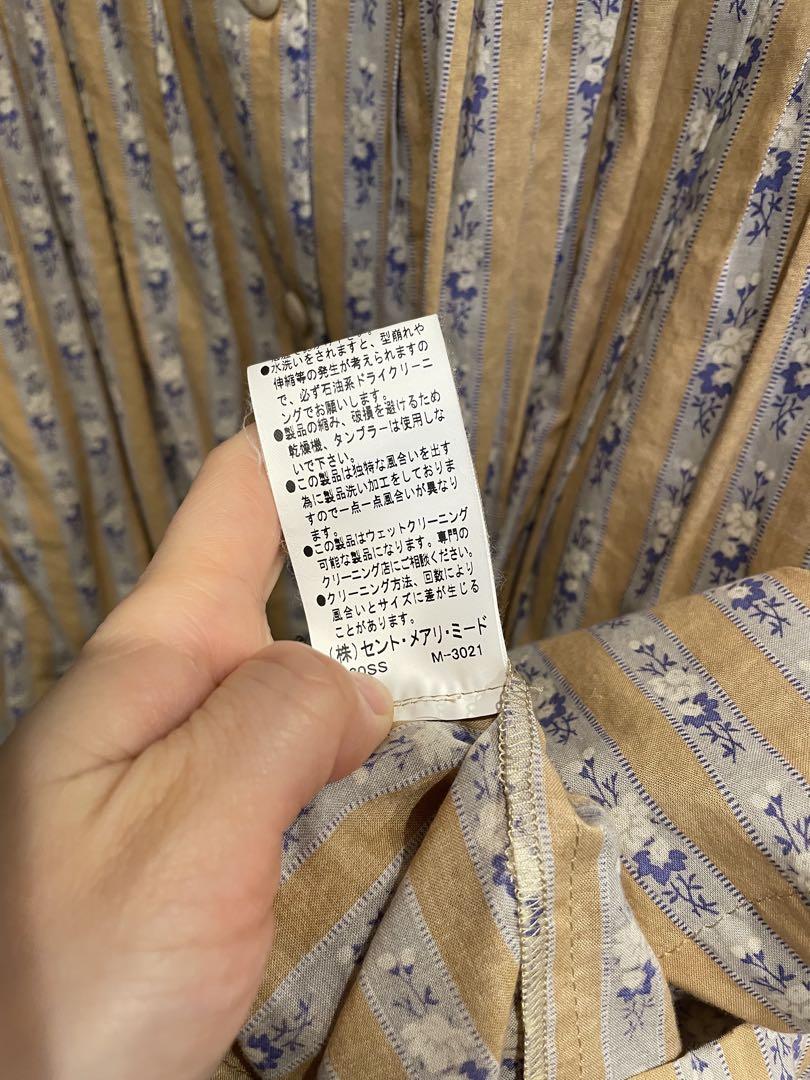 ●水洗いをされますと、型崩れや
伸縮等の発生が考えられますの
で、必ず石油系ドライクリーニ
ングでお願いします。
●製品の縮み、破損を避けるため
乾燥機、タンブラーは使用しな
いで下さい。
●この製品は独特な風合いを出す
為に製品洗い加工をしておりま
すので一点一点風合いが異なり
ます。
●この製品はウェットクリーニング
可能な製品になります。専門の
クリーニング店にご相談ください。
●クリーニング方法、回数により
風合いとサイズに差が生じる
ことがあります。
(株)セント・メアリ・ミード
M-3021